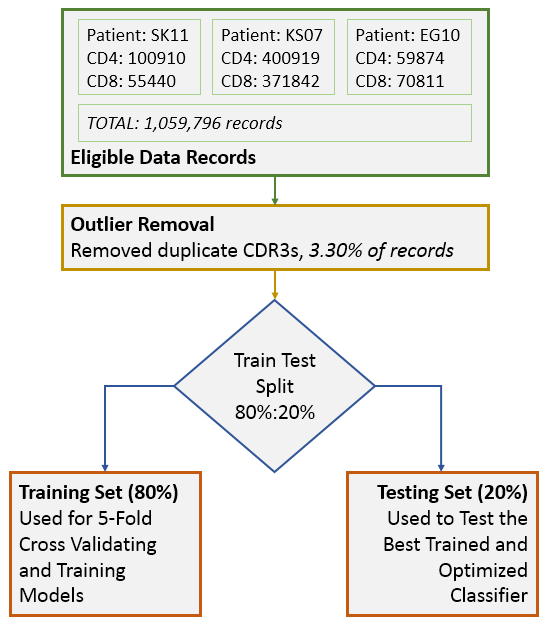 Patient: SK11
CD4: 100910
CD8: 55440
Patient: KS07
CD4: 400919
CD8: 371842
Patient: EG10
CD4: 59874
CD8: 70811
TOTAL: 1,059,796 records
Eligible Data Records
Outlier Removal
Removed duplicate CDR3s, 3.30% of records
Train Test
Split
80%:20%
Training Set (80%)
Used for 5-Fold
Cross Validating
and Training
Models
Testing Set (20%)
Used to Test the
Best Trained and
Optimized
Classifier